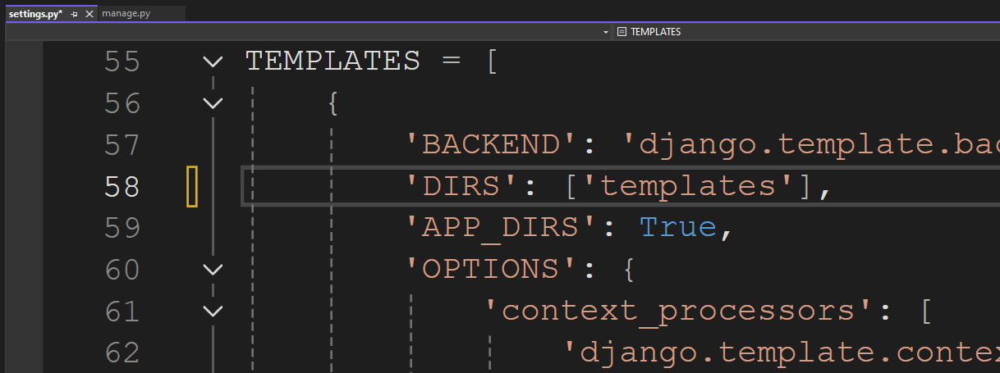 settings.py* manage.py
TEMPLATES
55 TEMPLATES = [
56 {
57 'BACKEND': 'django.template.bac
58 'DIRS': ['templates'],
59 'APP_DIRS': True,
60 'OPTIONS': {
61 'context_processors': [
62 'django.template.contex